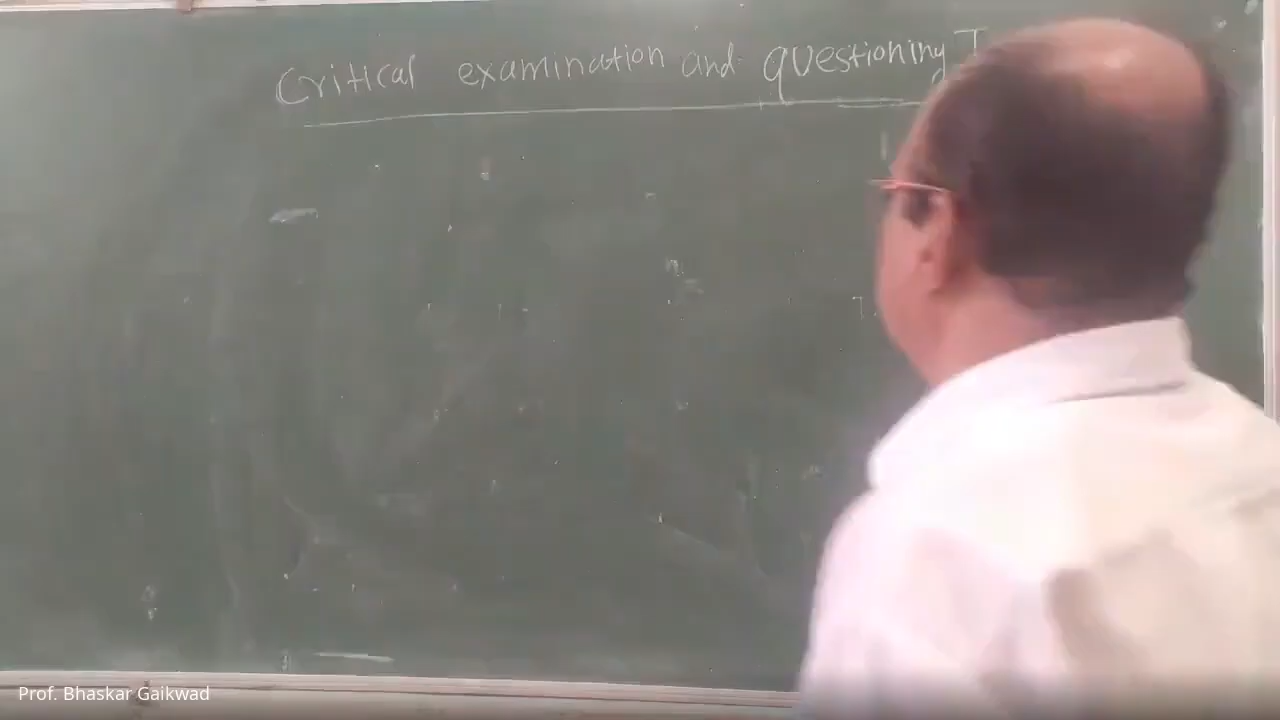 Critical examination and questioning T
Prof. Bhaskar Gaikwad